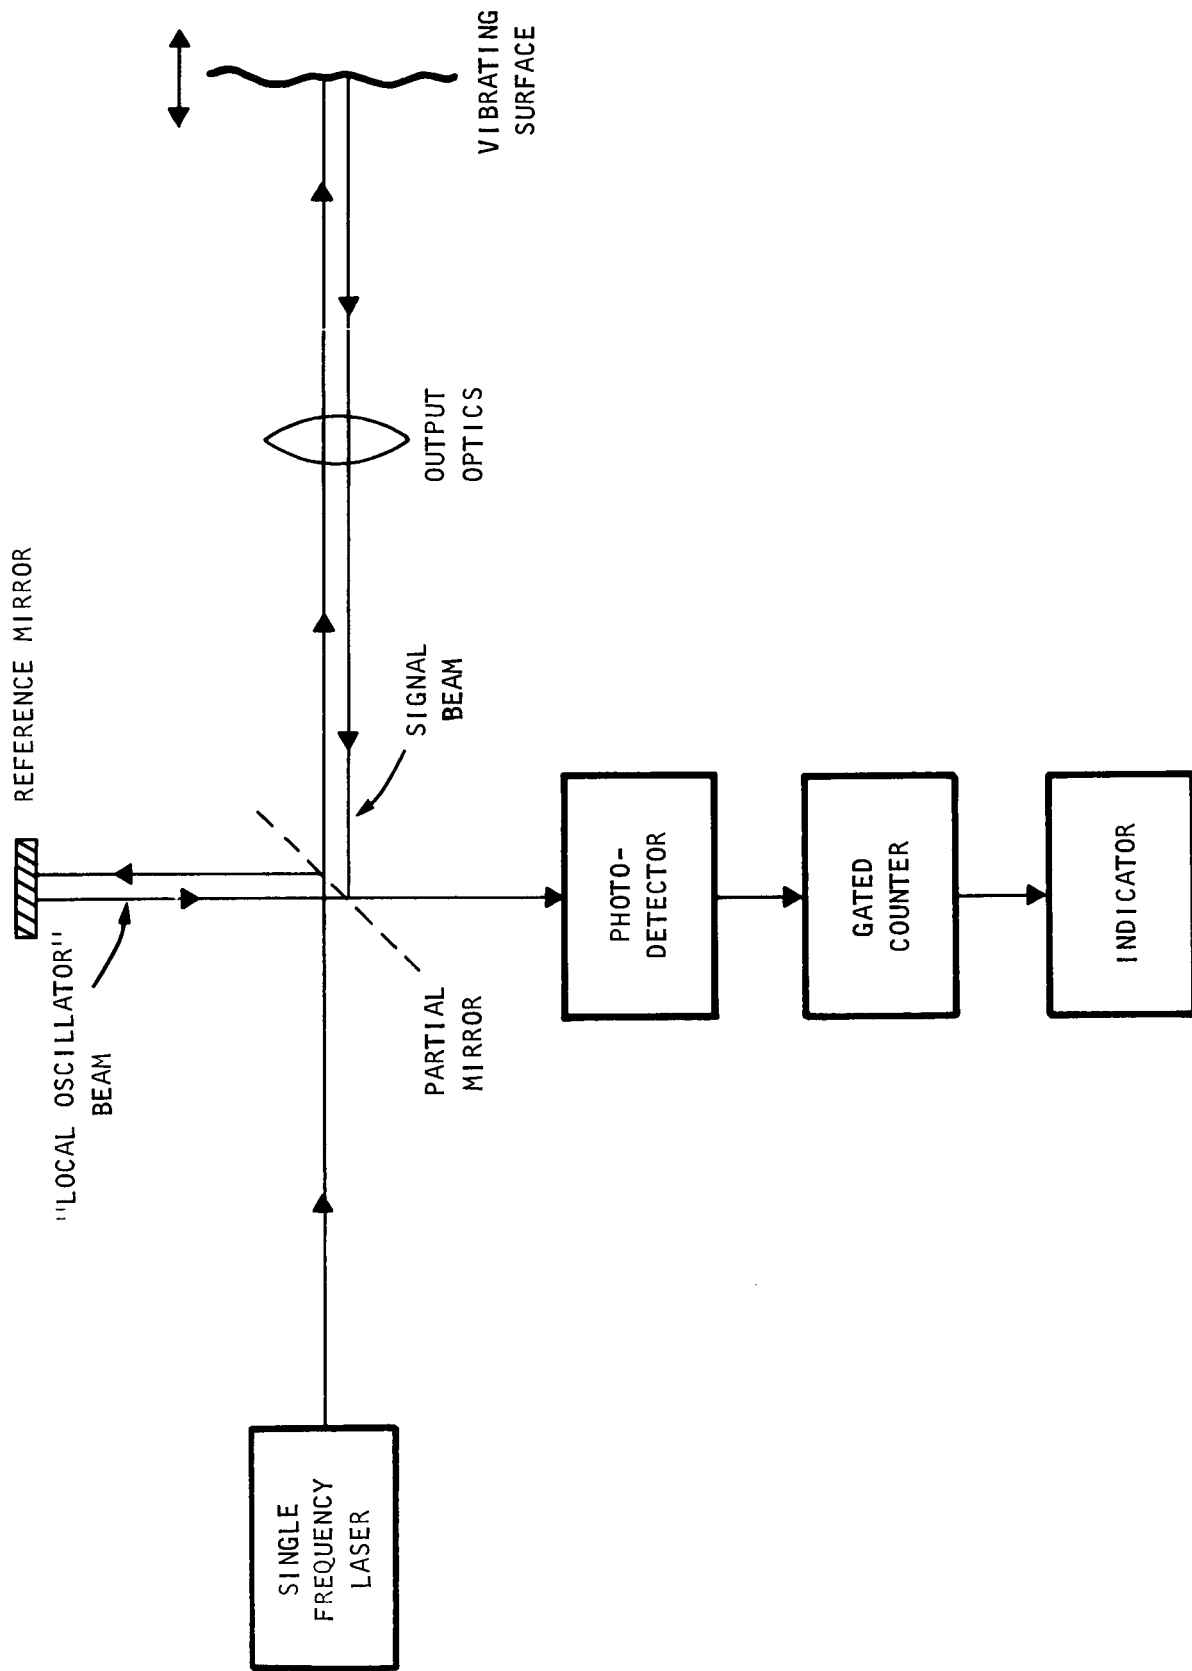 REFERENCE MIRROR
"LOCAL OSCILLATOR"
BEAM
VIBRATING
SURFACE
OUTPUT
OPTICS
SIGNAL
BEAM
PARTIAL
MIRROR
SINGLE
FREQUENCY
LASER
PHOTO-
DETECTOR
GATED
COUNTER
INDICATOR